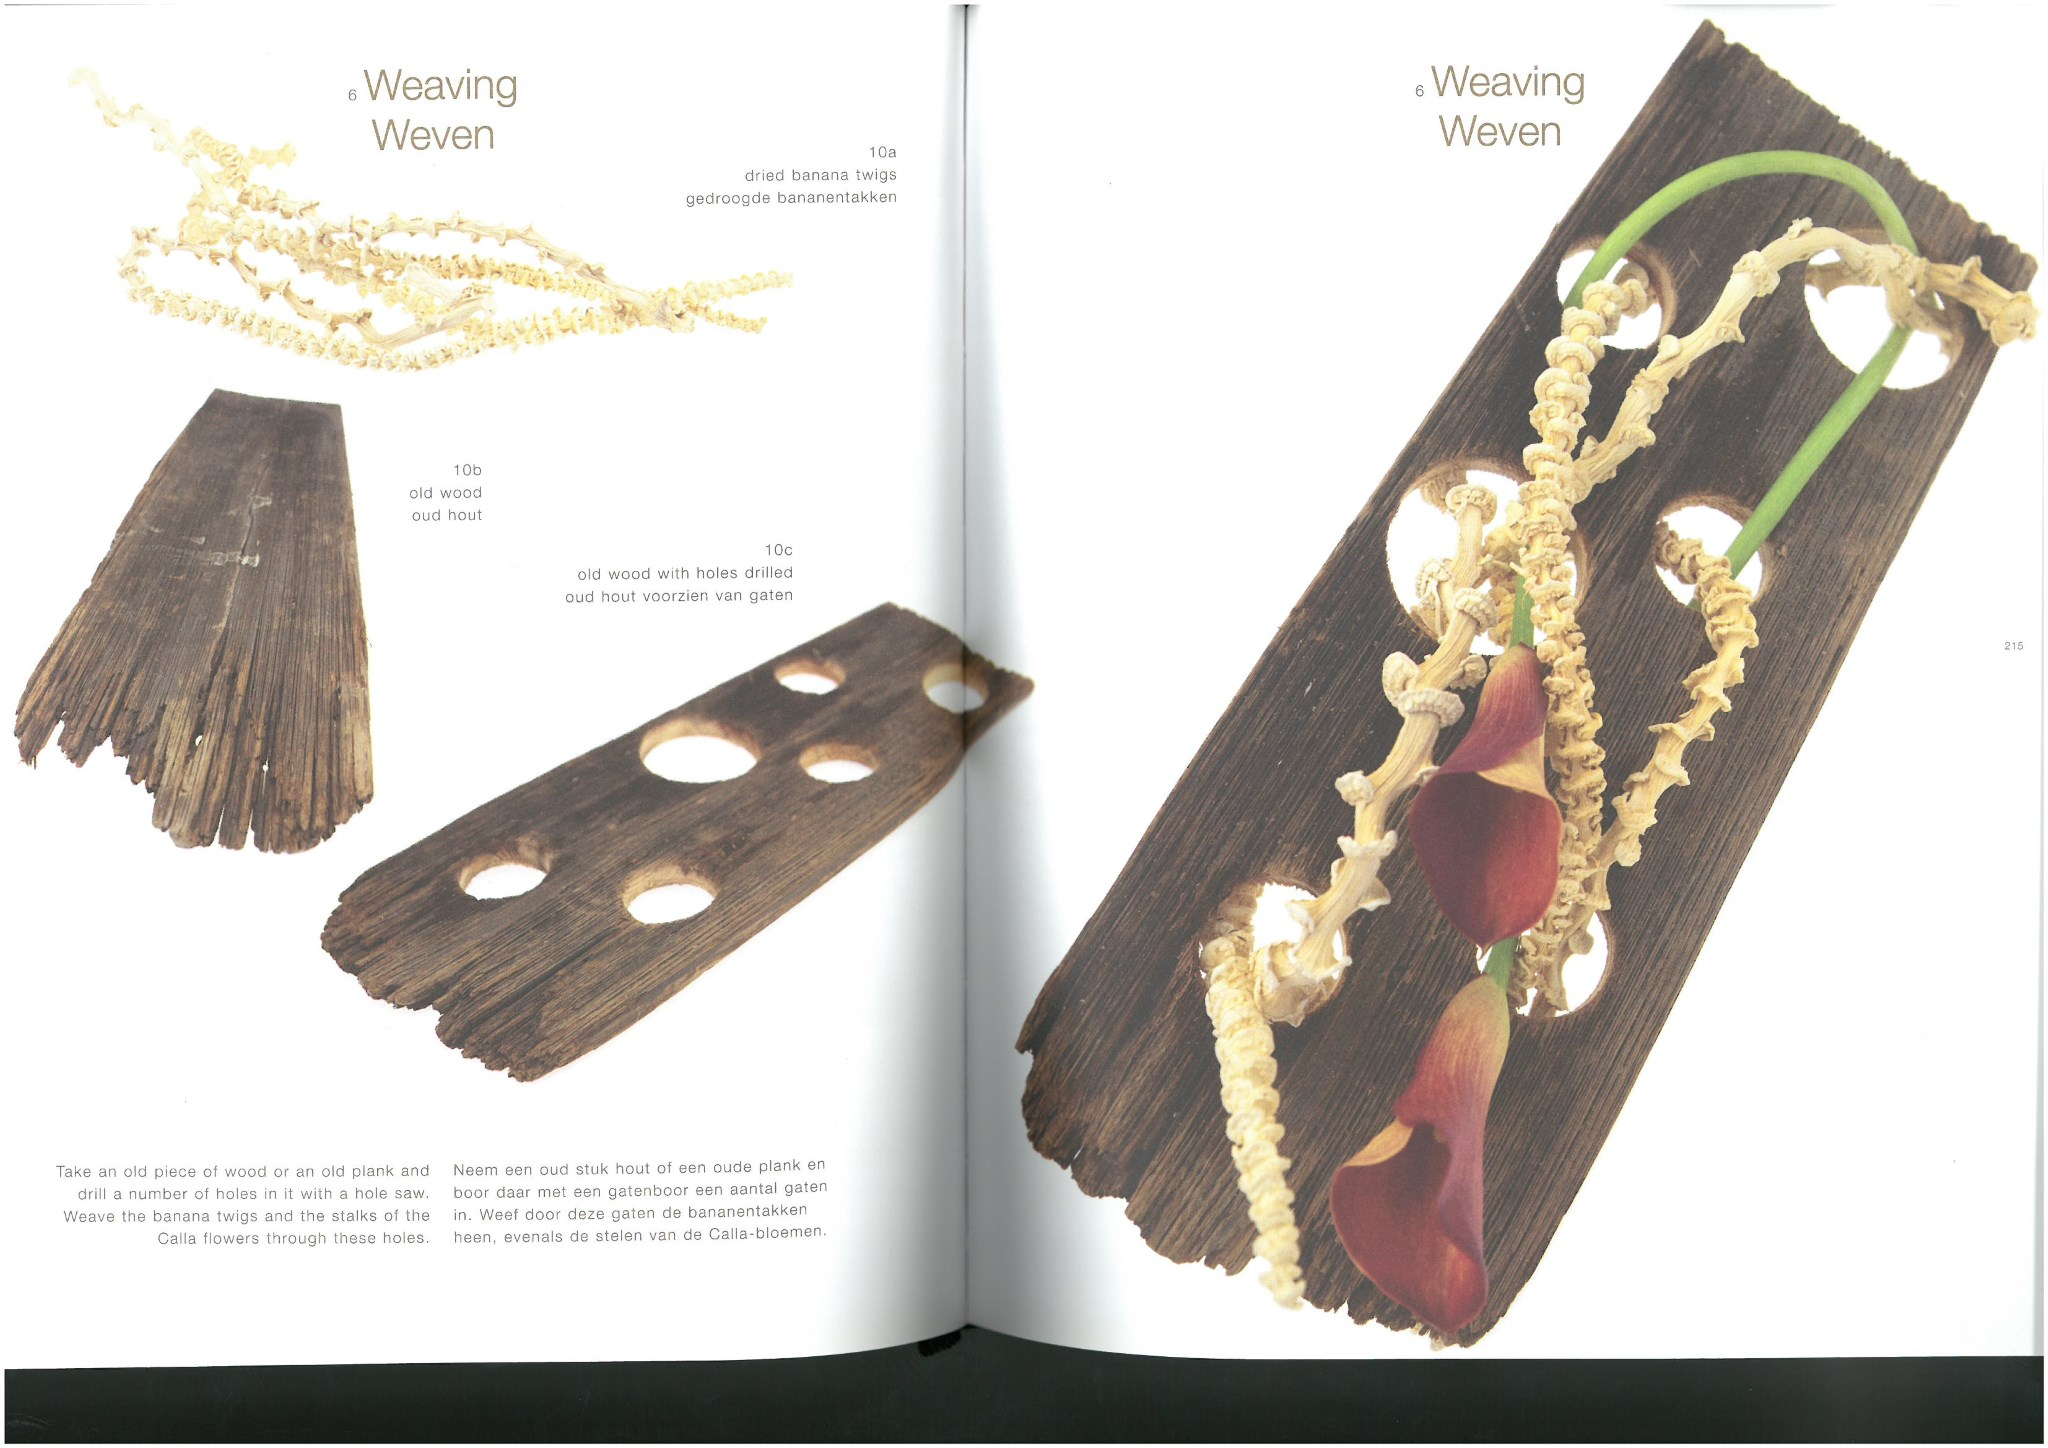 6 Weaving
Weven
10a
dried banana twigs
gedroogde bananentakken
10b
old wood
oud hout
10c
old wood with holes drilled
oud hout voorzien van gaten
Take an old piece of wood or an old plank and
drill a number of holes in it with a hole saw.
Weave the banana twigs and the stalks of the
Calla flowers through these holes.
Neem een oud stuk hout of een oude plank en
boor daar met een gatenboor een aantal gaten
in. Weef door deze gaten de bananentakken
heen, evenals de stelen van de Calla-bloemen.
6 Weaving
Weven
215